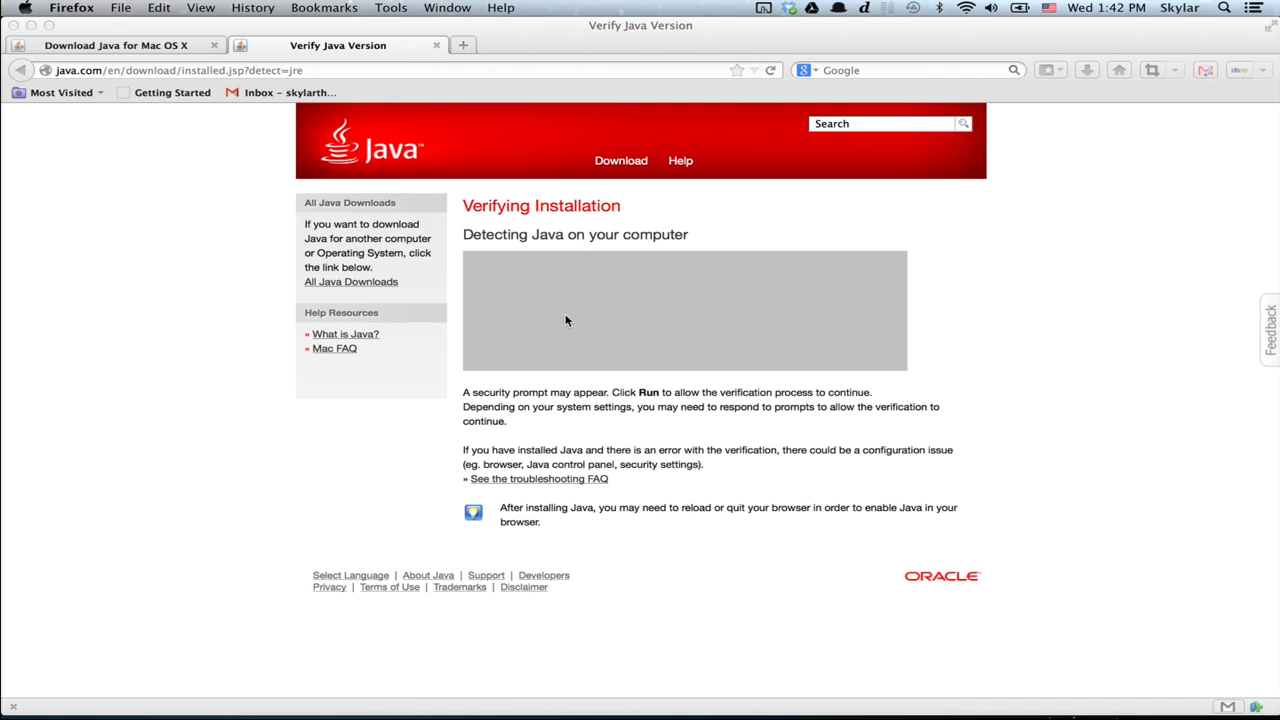 Firefox File Edit View History Bookmarks Tools Window Help Wed 1:42 PM Skylar
Verify Java Version
Download Java for Mac OS X Verify Java Version
java.com/en/download/installed.jsp?detect=jre Google
Most Visited Getting Started Inbox - skylarth...
Java™
Search
Download Help
All Java Downloads
If you want to download
Java for another computer
or Operating System, click
the link below.
All Java Downloads
Help Resources
» What is Java?
» Mac FAQ
Verifying Installation
Detecting Java on your computer
A security prompt may appear. Click Run to allow the verification process to continue.
Depending on your system settings, you may need to respond to prompts to allow the verification to
continue.
If you have installed Java and there is an error with the verification, there could be a configuration issue
(eg. browser, Java control panel, security settings).
» See the troubleshooting FAQ
After installing Java, you may need to reload or quit your browser in order to enable Java in your
browser.
Feedback
Select Language | About Java | Support | Developers
Privacy | Terms of Use | Trademarks | Disclaimer
ORACLE